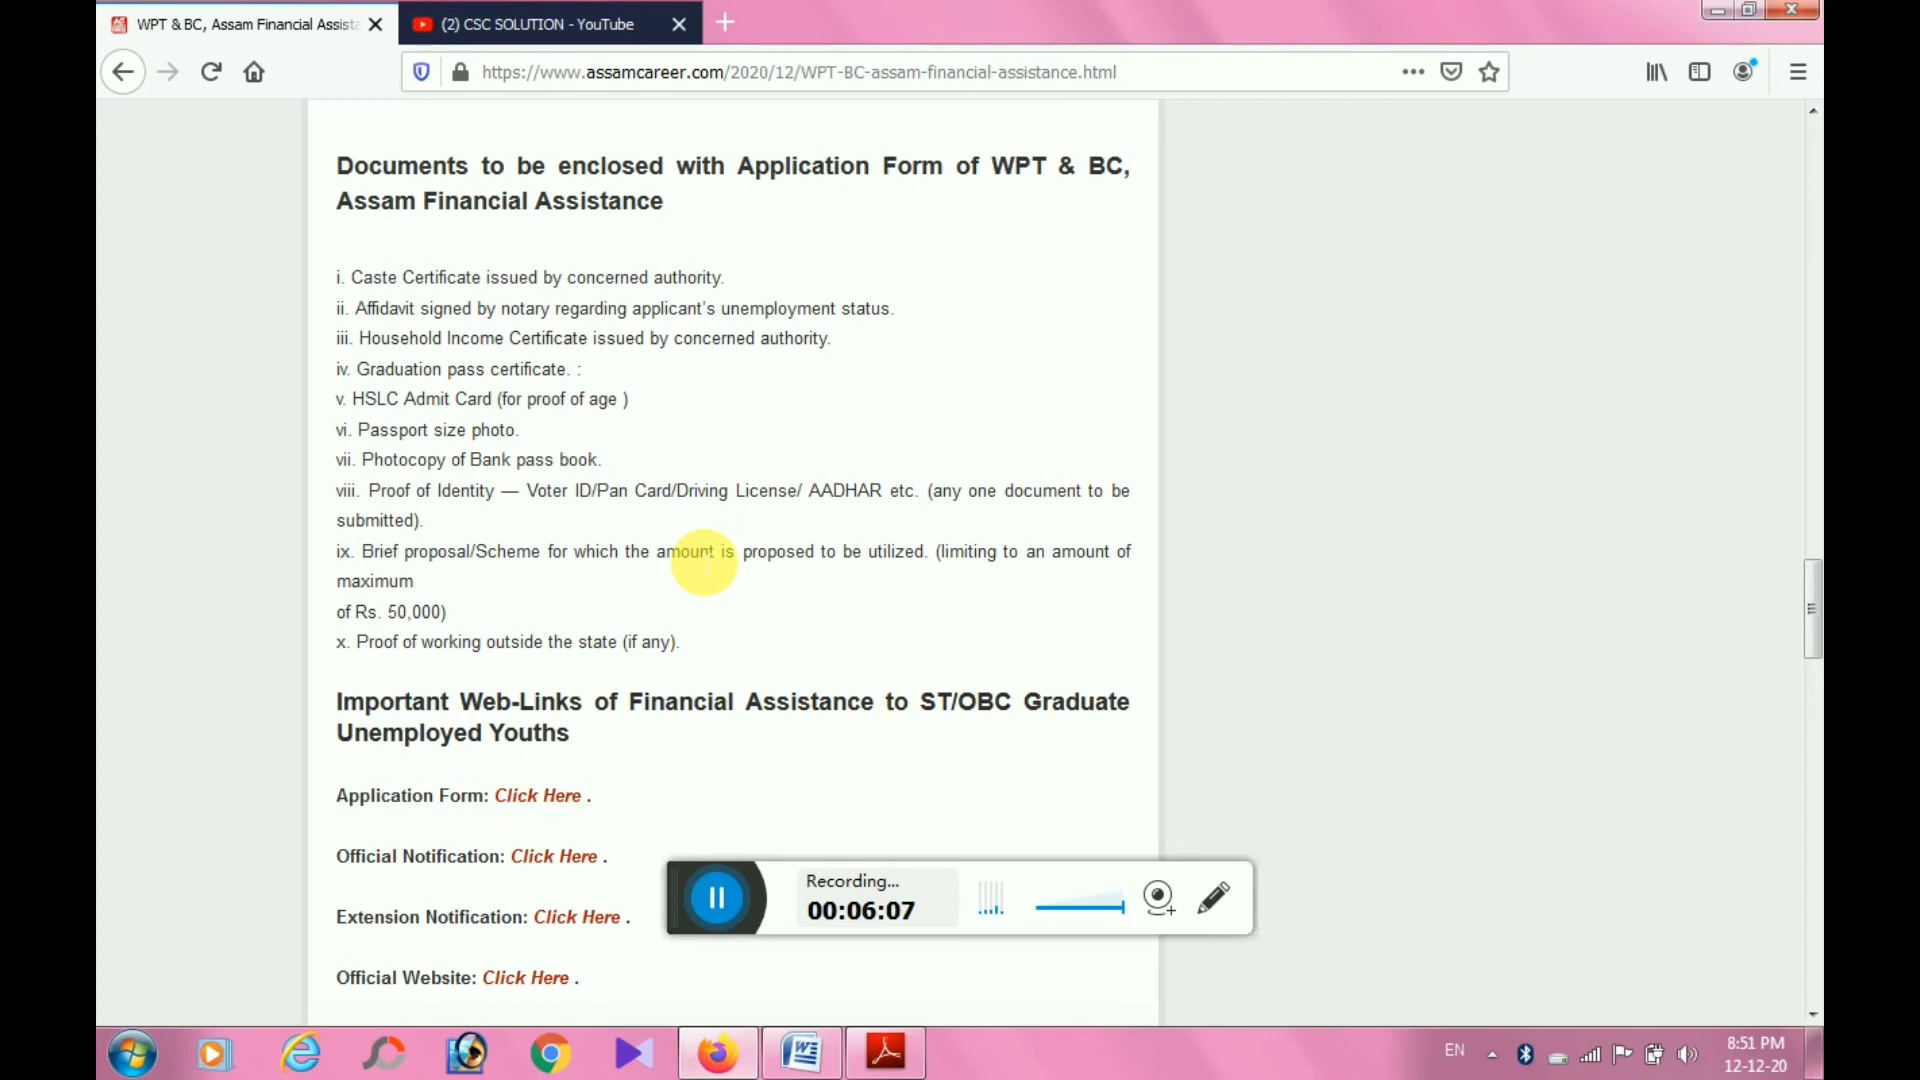 WPT & BC, Assam Financial Assista
(2) CSC SOLUTION - YouTube
https://www.assamcareer.com/2020/12/WPT-BC-assam-financial-assistance.html
Documents to be enclosed with Application Form of WPT & BC,
Assam Financial Assistance
i. Caste Certificate issued by concerned authority.
ii. Affidavit signed by notary regarding applicant's unemployment status.
iii. Household Income Certificate issued by concerned authority.
iv. Graduation pass certificate. :
v. HSLC Admit Card (for proof of age )
vi. Passport size photo.
vii. Photocopy of Bank pass book.
viii. Proof of Identity — Voter ID/Pan Card/Driving License/ AADHAR etc. (any one document to be
submitted).
ix. Brief proposal/Scheme for which the amount is proposed to be utilized. (limiting to an amount of
maximum
of Rs. 50,000)
x. Proof of working outside the state (if any).
Important Web-Links of Financial Assistance to ST/OBC Graduate
Unemployed Youths
Application Form: Click Here .
Official Notification: Click Here .
Extension Notification: Click Here .
Official Website: Click Here .
Recording...
00:06:07
EN
8:51 PM
12-12-20